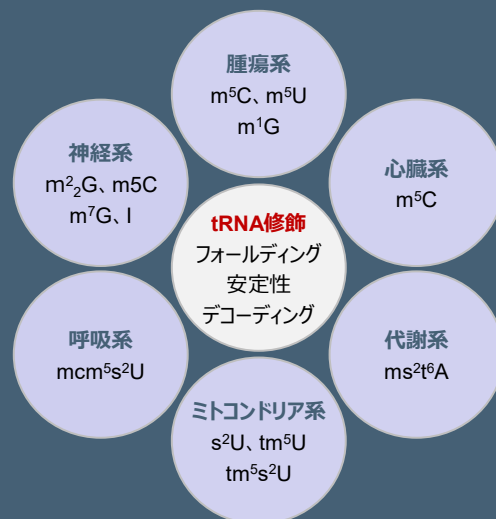 腫瘍系
m⁵C、m⁵U
m¹G
神経系
m²₂G、m5C
m⁷G、I
心臓系
m⁵C
tRNA修飾
フォールディング
安定性
デコーディング
呼吸系
mcm⁵s²U
代謝系
ms²t⁶A
ミトコンドリア系
s²U、tm⁵U
tm⁵s²U